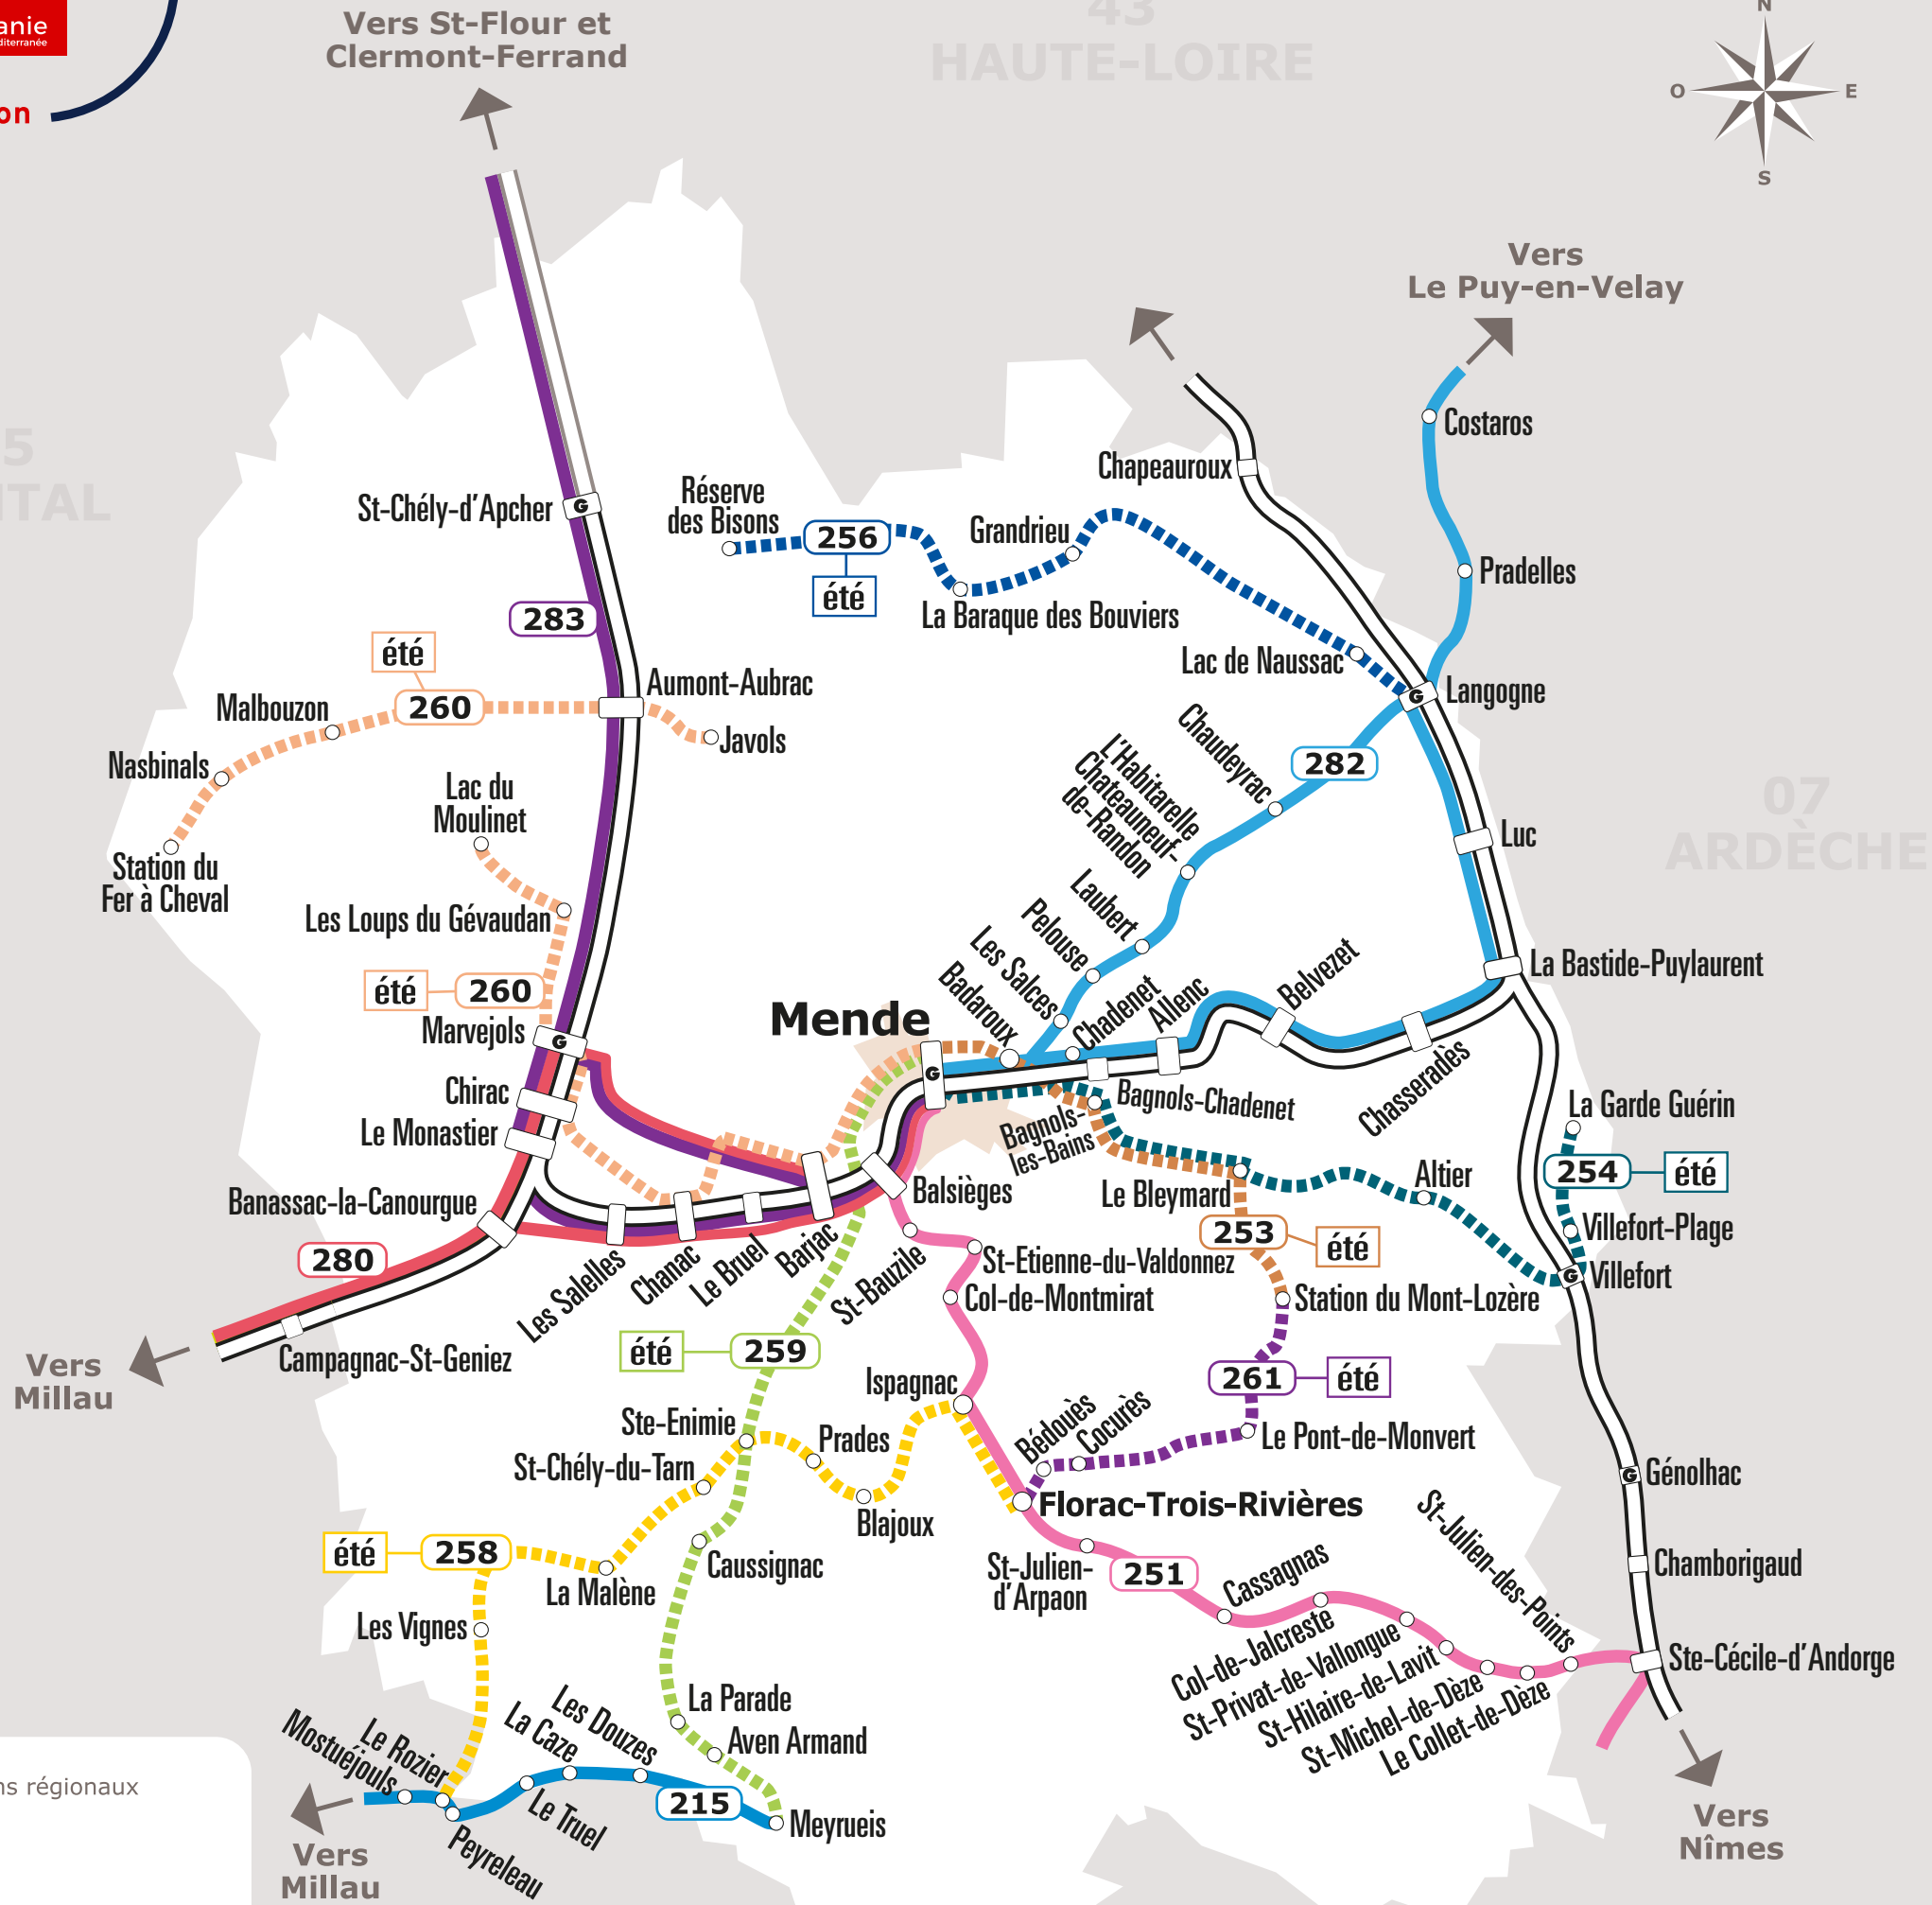 anie
diterranée
on
Vers St-Flour et
Clermont-Ferrand
43
HAUTE-LOIRE
N
O
E
S
Vers
Le Puy-en-Velay
5
NTAL
07
ARDÈCHE
Costaros
Chapeauroux
Pradelles
St-Chély-d'Apcher
G
Réserve
des Bisons
256
été
Grandrieu
La Baraque des Bouviers
Lac de Naussac
G
Langogne
283
été
260
Aumont-Aubrac
Javols
Malbouzon
Nasbinals
Station du
Fer à Cheval
Lac du
Moulinet
Les Loups du Gévaudan
été
260
Marvejols
G
282
Chaudeyrac
L'Habitarelle
Chateauneuf-
de-Randon
Laubert
Pelouse
Les Salces
Badaroux
Luc
La Bastide-Puylaurent
Mende
G
Chadenet
Allenc
Belvezet
Chasseradès
Bagnols-Chadenet
Bagnols-
les-Bains
Chirac
Le Monastier
Banassac-la-Canourgue
280
Campagnac-St-Geniez
Vers
Millau
Les Salelles
Chanac
Le Bruel
Barjac
Balsièges
St-Bauzile
St-Etienne-du-Valdonnez
Col-de-Montmirat
Le Bleymard
253
été
Altier
La Garde Guérin
254
été
Villefort-Plage
G
Villefort
Station du Mont-Lozère
261
été
Le Pont-de-Monvert
Bédouès
Cocurès
été
259
Ispagnac
Ste-Enimie
Prades
St-Chély-du-Tarn
Blajoux
Florac-Trois-Rivières
G
Génolhac
été
258
La Malène
Caussignac
Les Vignes
St-Julien-
d'Arpaon
251
Cassagnas
Col-de-Jalcreste
St-Privat-de-Vallongue
St-Hilaire-de-Lavit
St-Michel-de-Dèze
Le Collet-de-Dèze
St-Julien-des-Points
Chamborigaud
Ste-Cécile-d'Andorge
La Parade
Aven Armand
Mostuéjouls
Le Rozier
La Caze
Les Douzes
Le Truel
Peyreleau
215
Meyrueis
ns régionaux
Vers
Millau
Vers
Nîmes